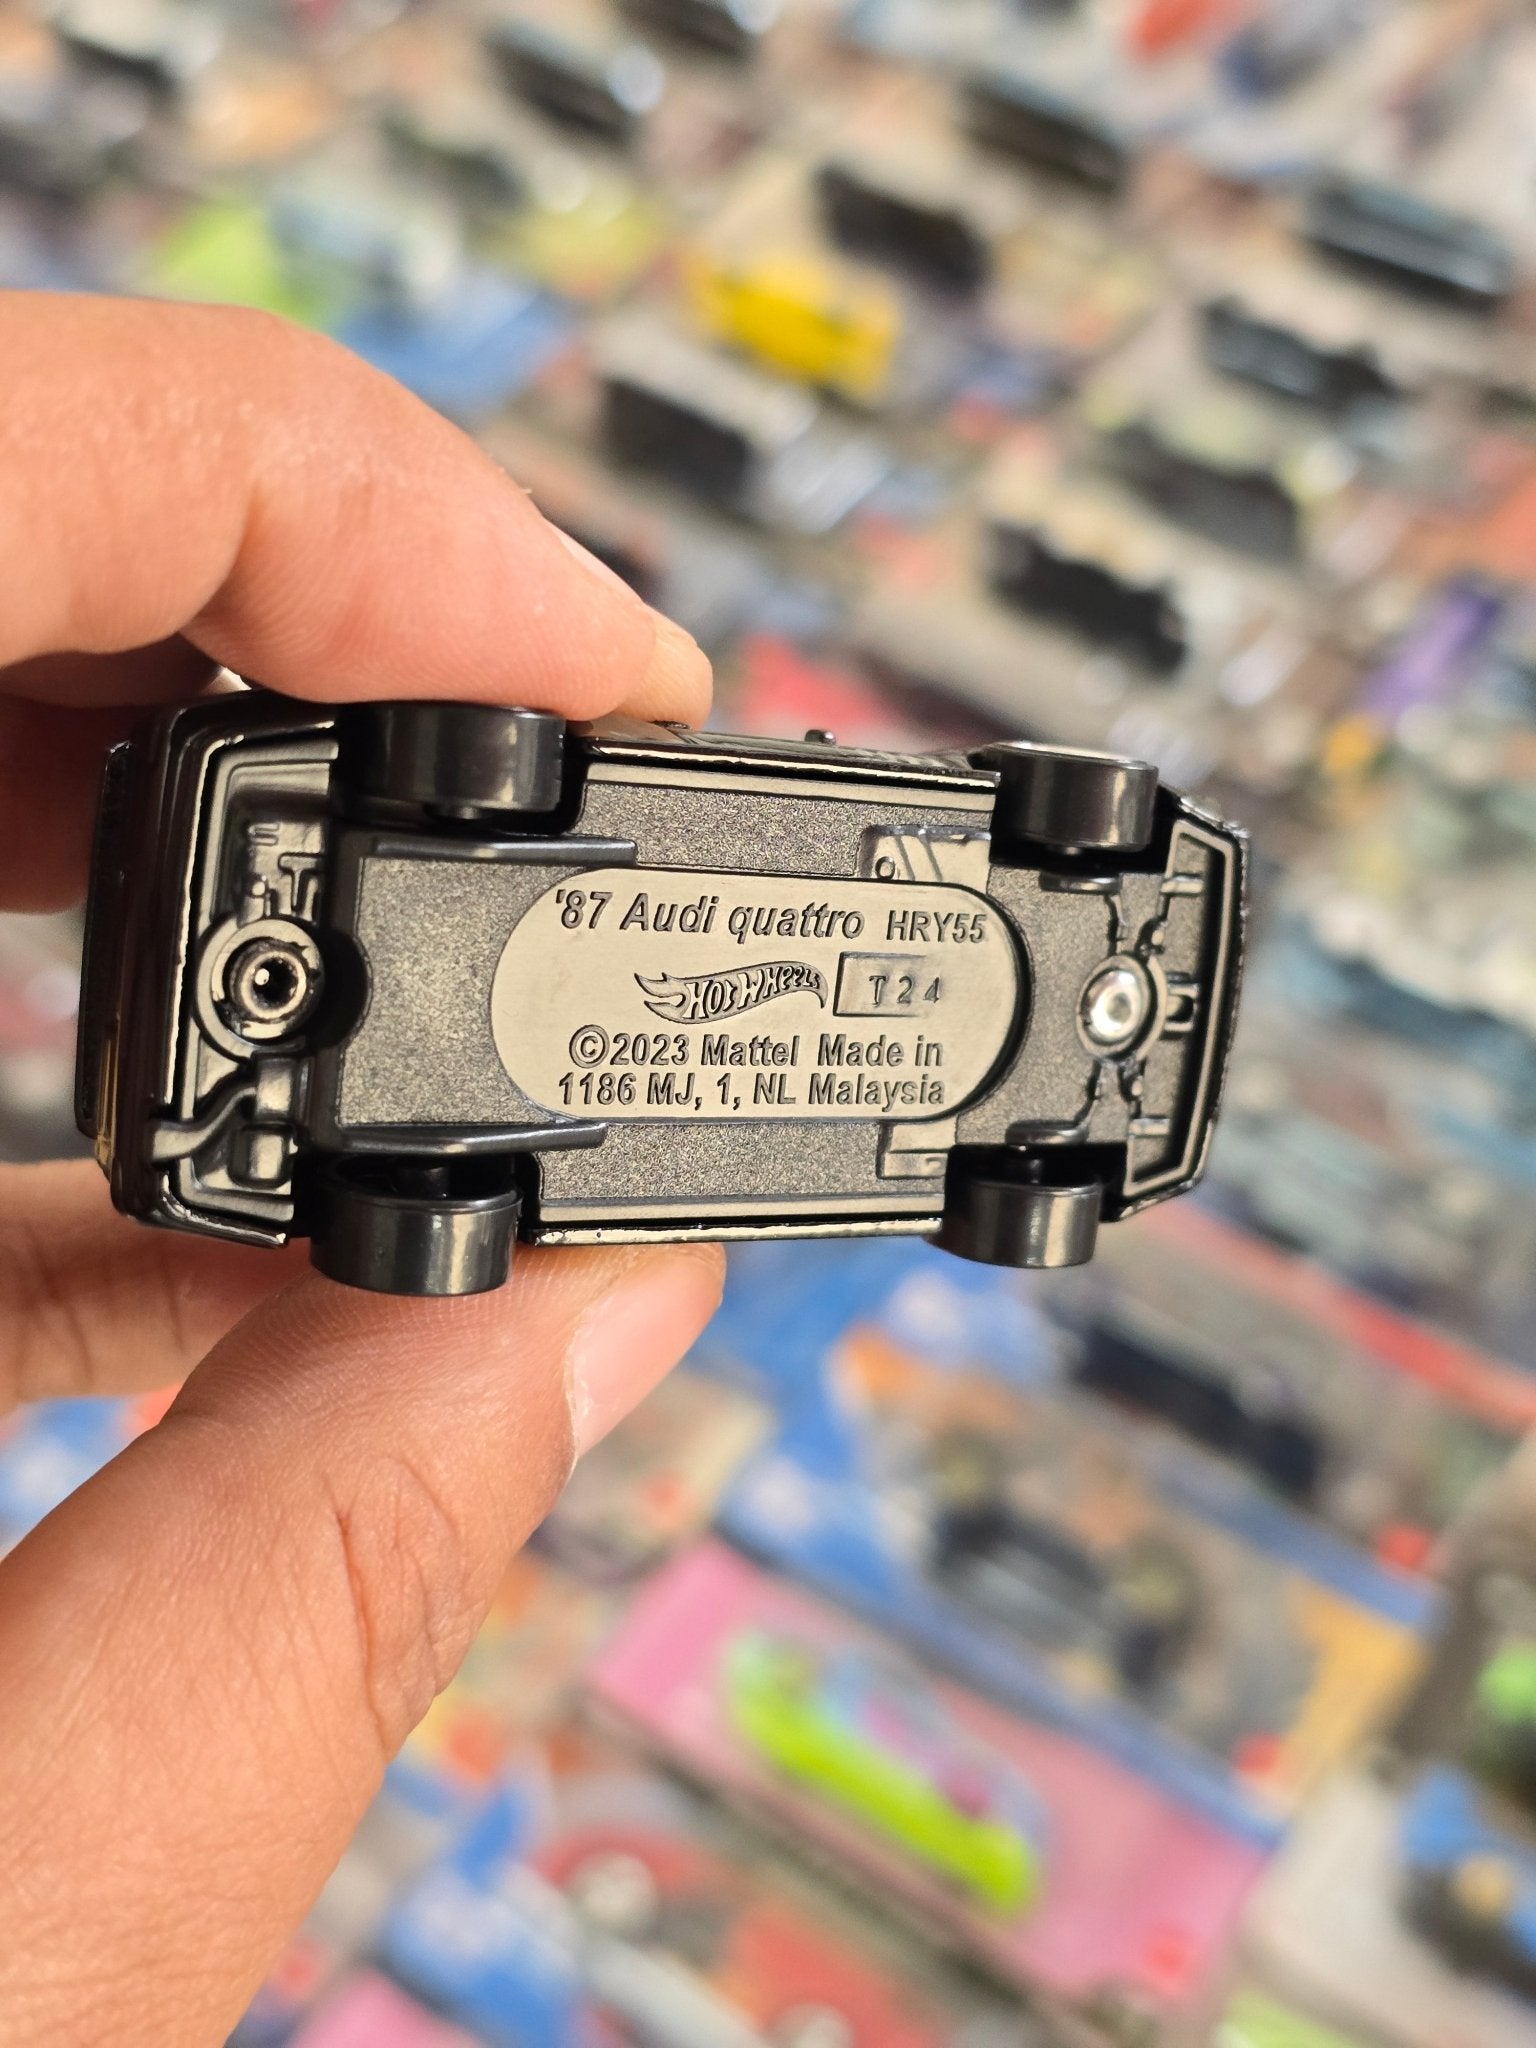 '87 Audi quattro HRY55
HOT WHEELS T24
©2023 Mattel Made in
1186 MJ, 1, NL Malaysia